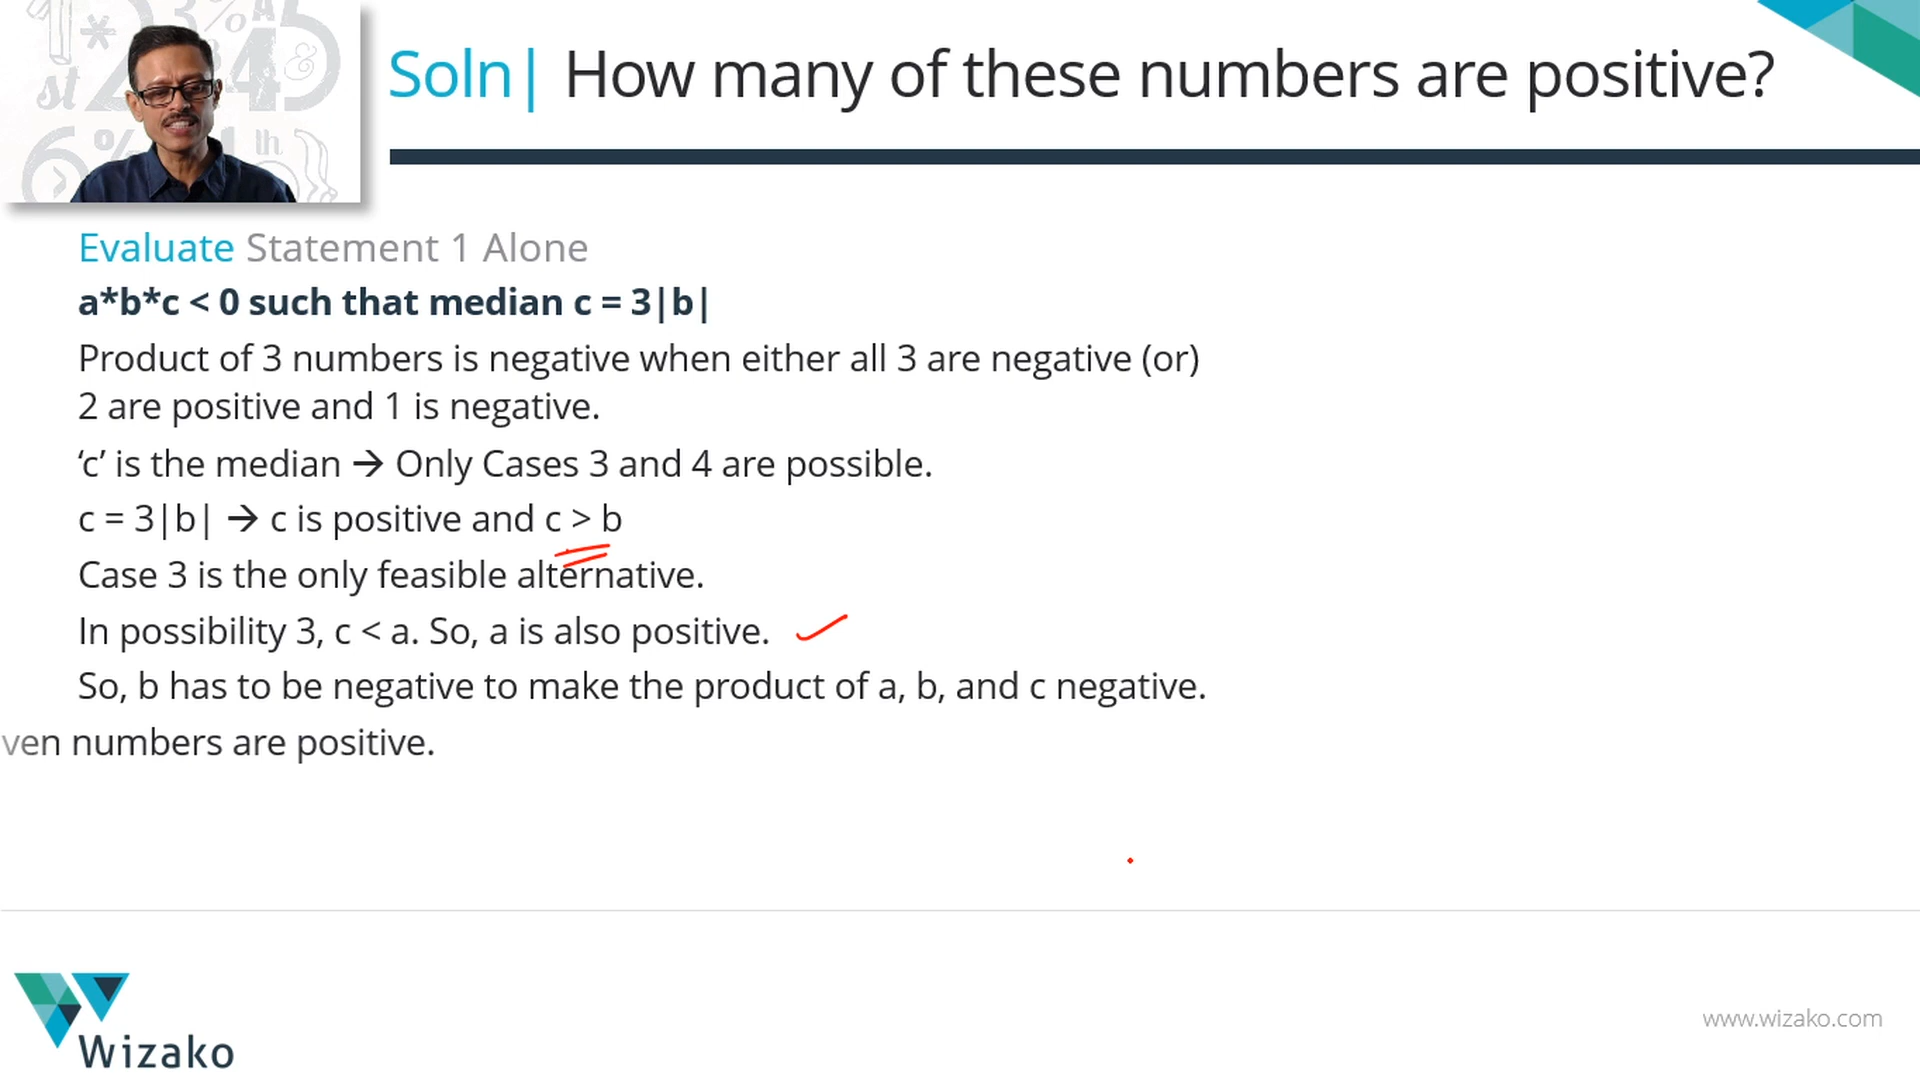 Soln| How many of these numbers are positive?
Evaluate Statement 1 Alone
a*b*c < 0 such that median c = 3|b|
Product of 3 numbers is negative when either all 3 are negative (or)
2 are positive and 1 is negative.
‘c’ is the median → Only Cases 3 and 4 are possible.
c = 3|b| → c is positive and c > b
Case 3 is the only feasible alternative.
In possibility 3, c < a. So, a is also positive.
So, b has to be negative to make the product of a, b, and c negative.
ven numbers are positive.
Wizako
www.wizako.com